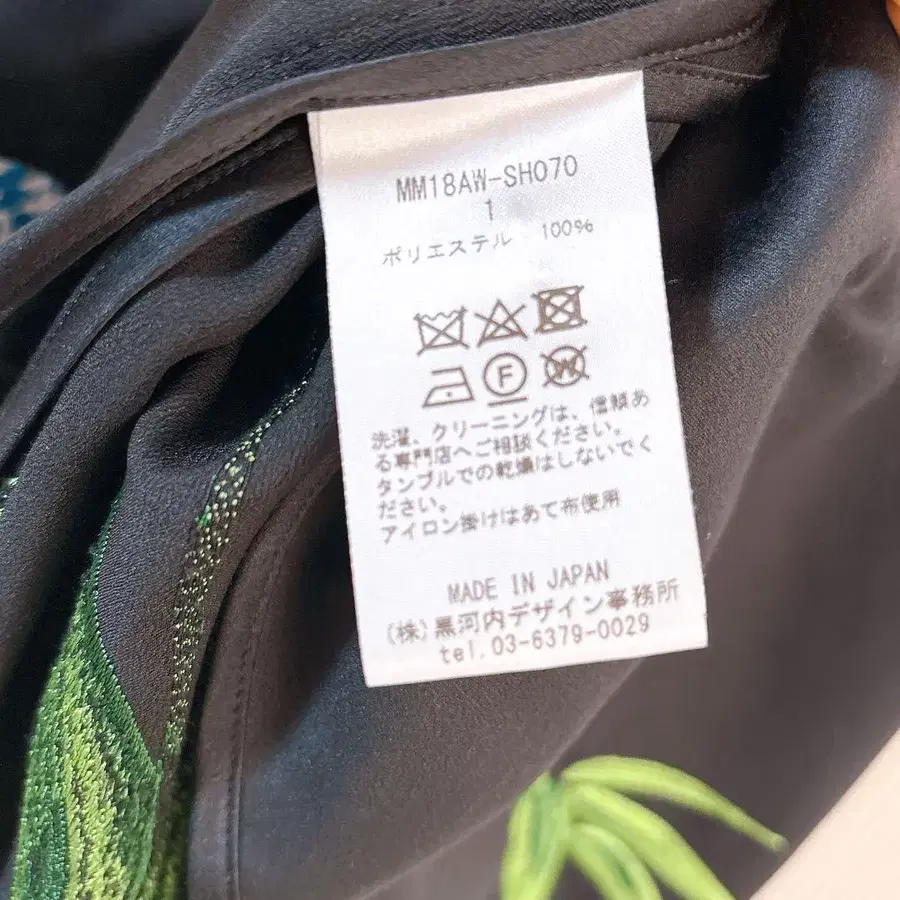 MM18AW-SH070
1
ポリエステル 100%
F
W
洗濯、クリーニングは、信頼あ
る専門店へご相談ください。
タンブルでの乾燥はしないでく
ださい。
アイロン掛けはあて布使用
MADE IN JAPAN
(株)黒河内デザイン事務所
tel.03-6379-0029